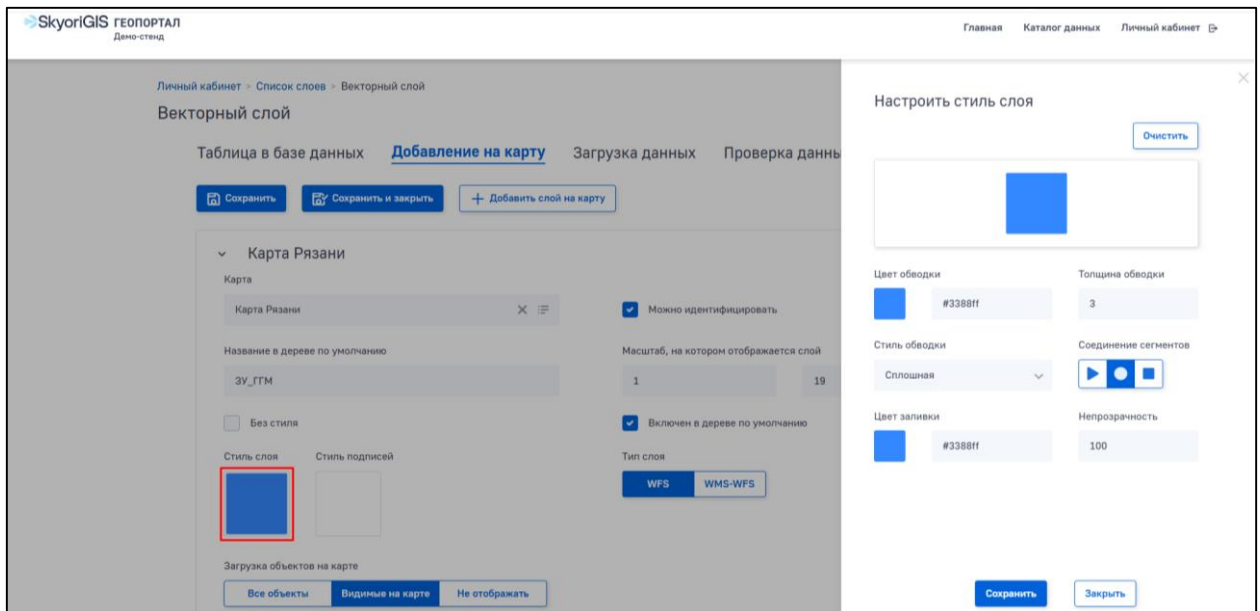 SkyoriGIS ГЕОПОРТАЛ
Демо-стенд
Главная Каталог данных Личный кабинет
Личный кабинет > Список слоев > Векторный слой
Векторный слой
Таблица в базе данных Добавление на карту Загрузка данных Проверка данны
Сохранить Сохранить и закрыть + Добавить слой на карту
Карта Рязани
Карта
Карта Рязани
Можно идентифицировать
Название в дереве по умолчанию
Масштаб, на котором отображается слой
ЗУ_ГГМ
1 19
Без стиля
Включен в дереве по умолчанию
Стиль слоя Стиль подписей
Тип слоя
WFS WMS-WFS
Загрузка объектов на карте
Все объекты Видимые на карте Не отображать
Настроить стиль слоя
Очистить
Цвет обводки Толщина обводки
#3388ff 3
Стиль обводки Соединение сегментов
Сплошная
Цвет заливки Непрозрачность
#3388ff 100
Сохранить Закрыть